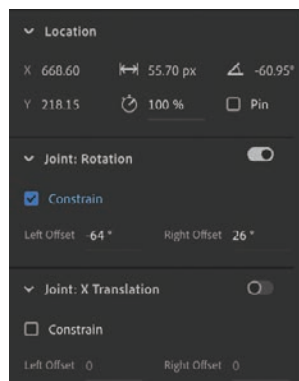 Location
X 668.60 55.70 px -60.95°
Y 218.15 100 % Pin
Joint: Rotation
Constrain
Left Offset -64 ° Right Offset 26 °
Joint: X Translation
Constrain
Left Offset 0 Right Offset 0